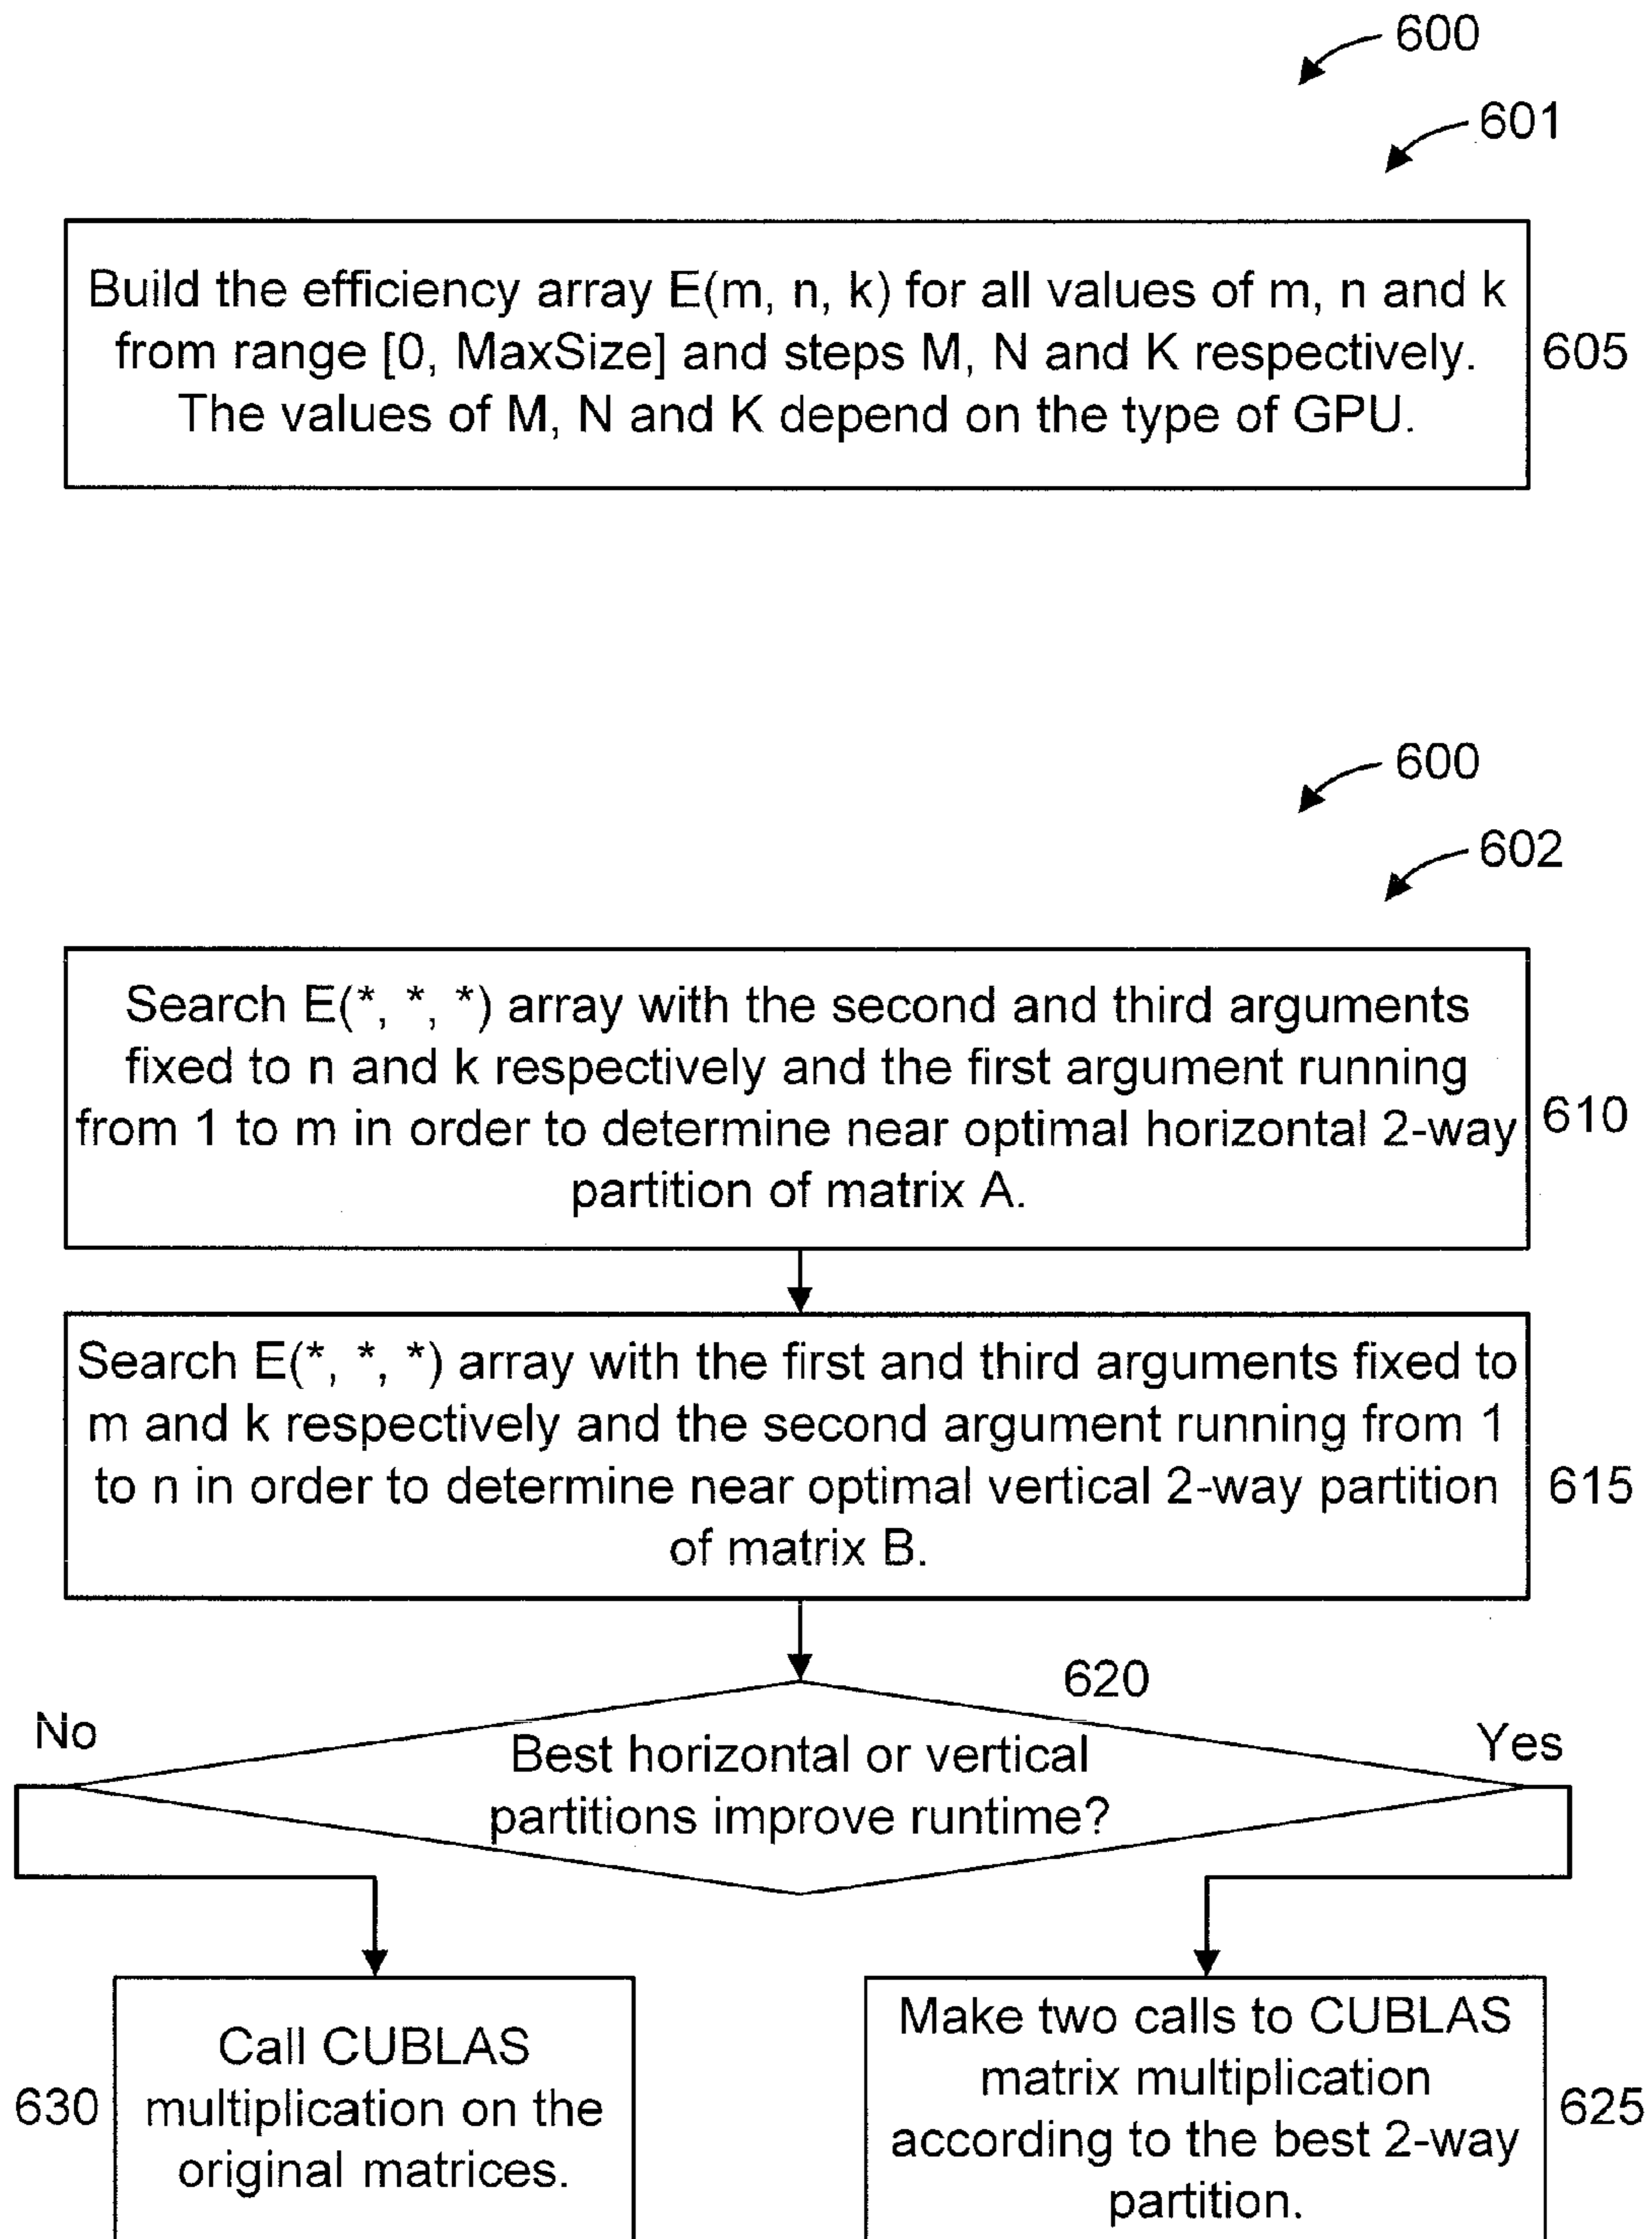 600
601
Build the efficiency array E(m, n, k) for all values of m, n and k
from range [0, MaxSize] and steps M, N and K respectively.
The values of M, N and K depend on the type of GPU.
605
600
602
Search E(*, *, *) array with the second and third arguments
fixed to n and k respectively and the first argument running
from 1 to m in order to determine near optimal horizontal 2-way
partition of matrix A.
610
Search E(*, *, *) array with the first and third arguments fixed to
m and k respectively and the second argument running from 1
to n in order to determine near optimal vertical 2-way partition
of matrix B.
615
620
No
Yes
Best horizontal or vertical
partitions improve runtime?
630
Call CUBLAS
multiplication on the
original matrices.
Make two calls to CUBLAS
matrix multiplication
according to the best 2-way
partition.
625